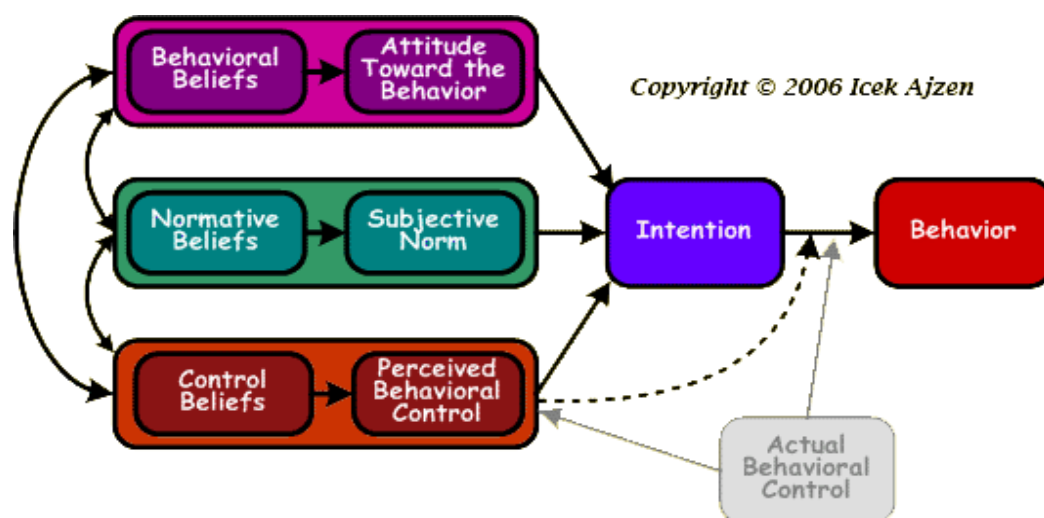 Behavioral
Beliefs
Attitude
Toward the
Behavior
Copyright © 2006 Icek Ajzen
Normative
Beliefs
Subjective
Norm
Intention
Behavior
Control
Beliefs
Perceived
Behavioral
Control
Actual
Behavioral
Control